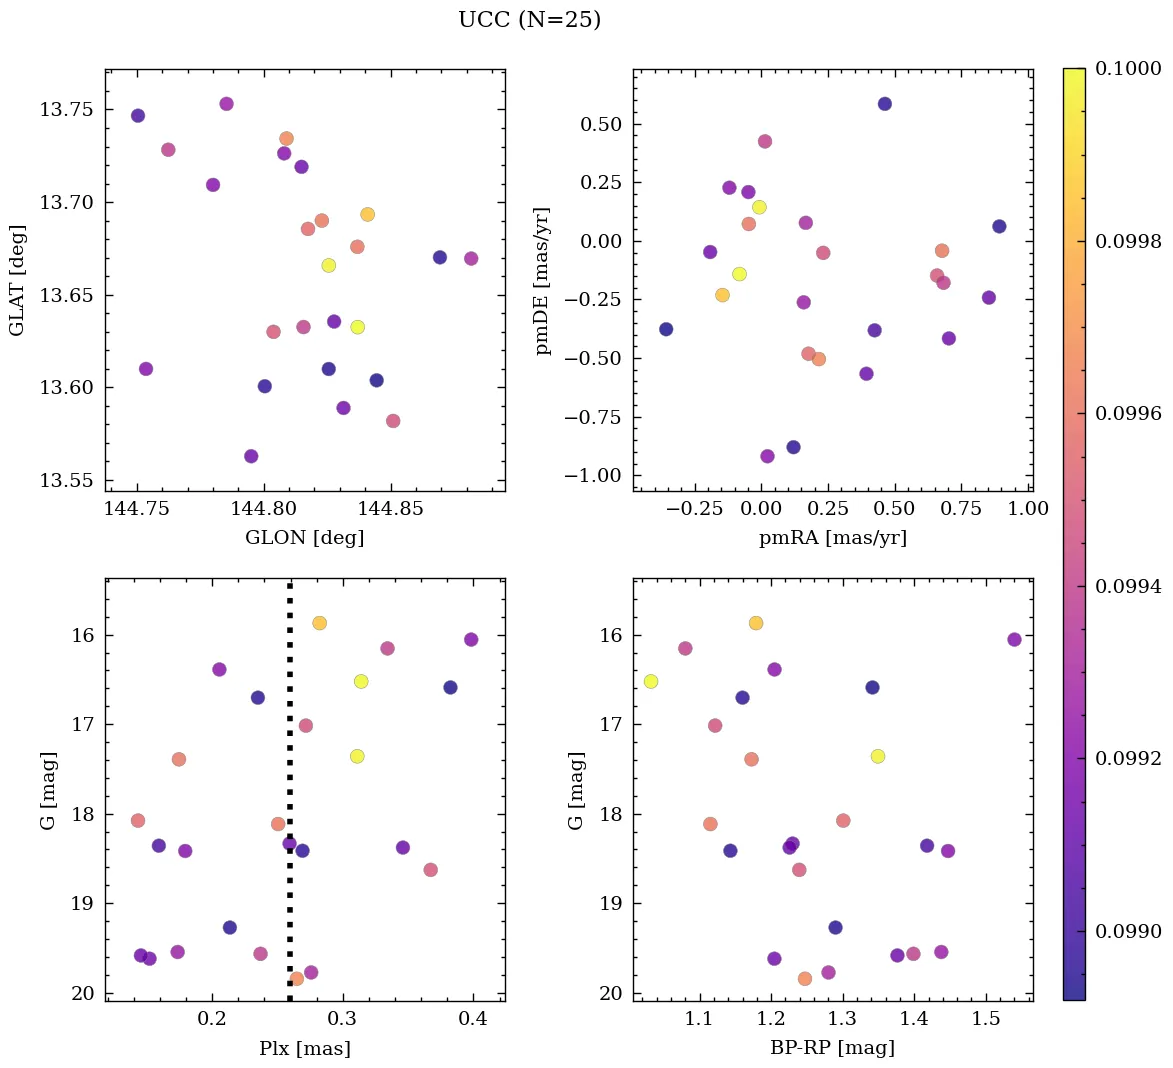 UCC (N=25)
13.75
13.70
13.65
13.60
13.55
GLAT [deg]
144.75 144.80 144.85
GLON [deg]
0.50
0.25
0.00
−0.25
−0.50
−0.75
−1.00
pmDE [mas/yr]
−0.25 0.00 0.25 0.50 0.75 1.00
pmRA [mas/yr]
16
17
18
19
20
G [mag]
0.2 0.3 0.4
Plx [mas]
16
17
18
19
20
G [mag]
1.1 1.2 1.3 1.4 1.5
BP-RP [mag]
0.1000
0.0998
0.0996
0.0994
0.0992
0.0990